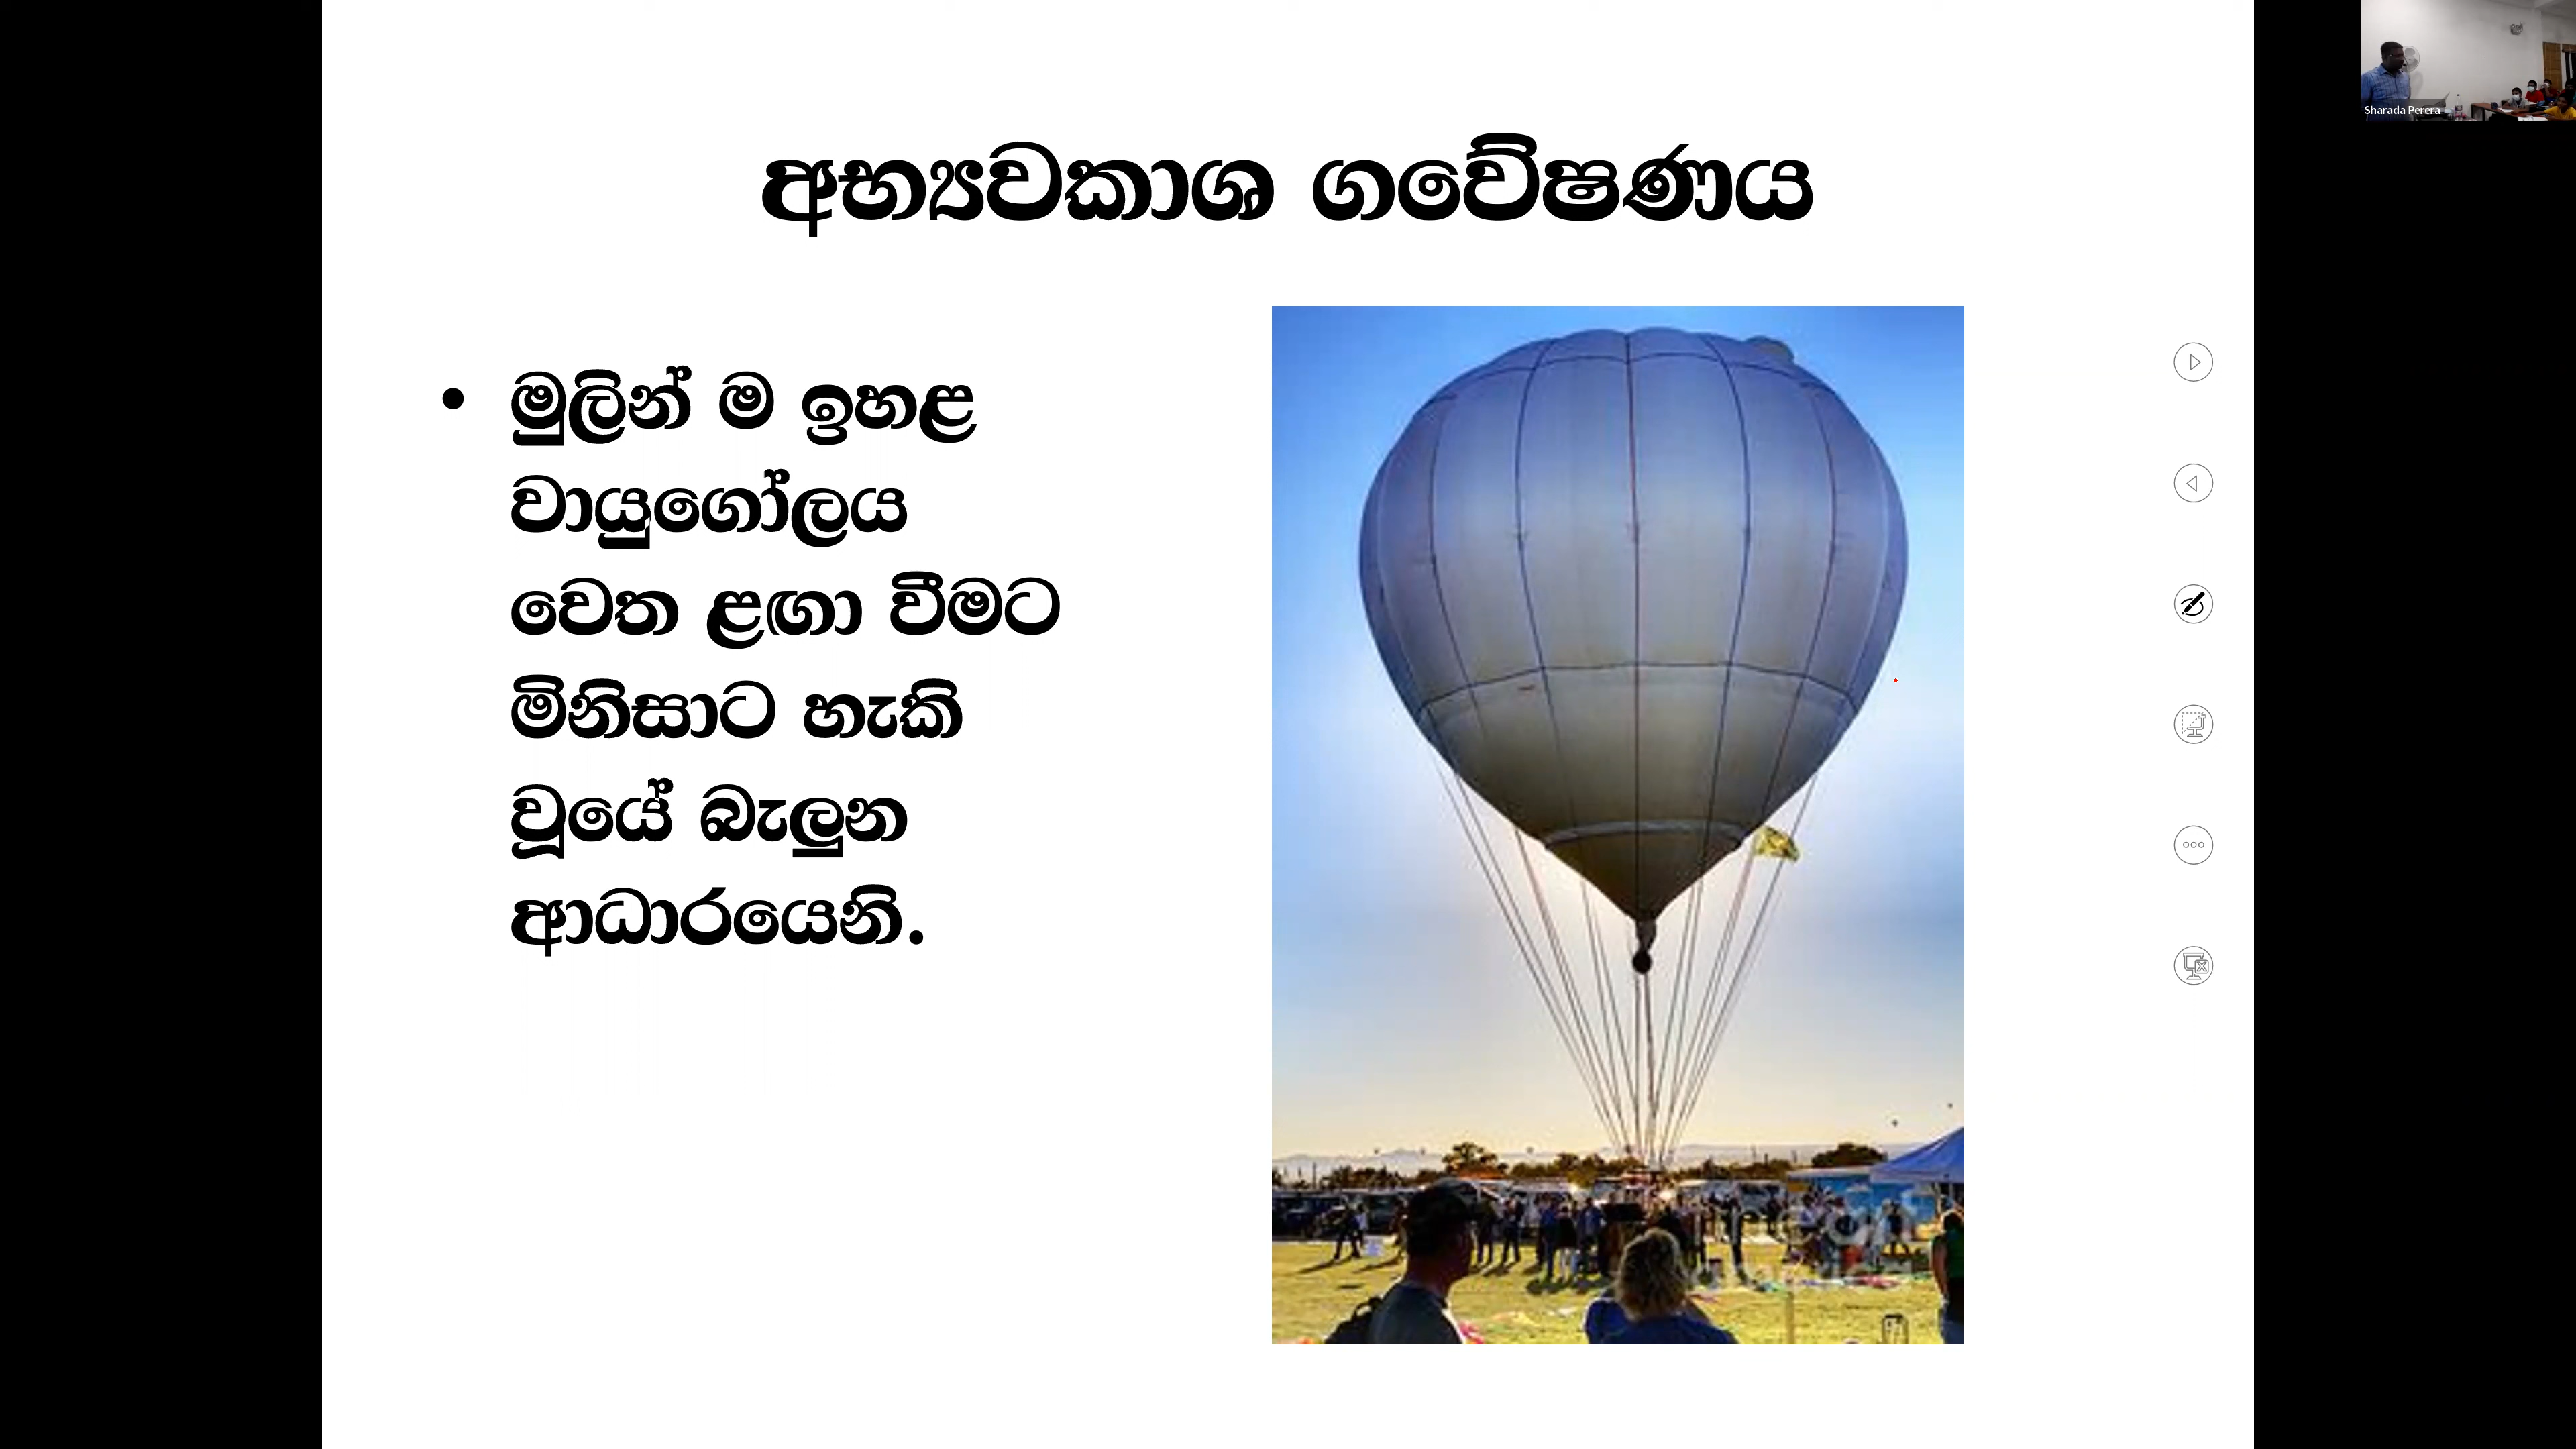 අභ්‍යවකාශ ගවේෂණය
• මුලින් ම ඉහළ
වායුගෝලය
වෙත ළඟා වීමට
මිනිසාට හැකි
වූයේ බැලුන
ආධාරයෙනි.
Sharada Perera